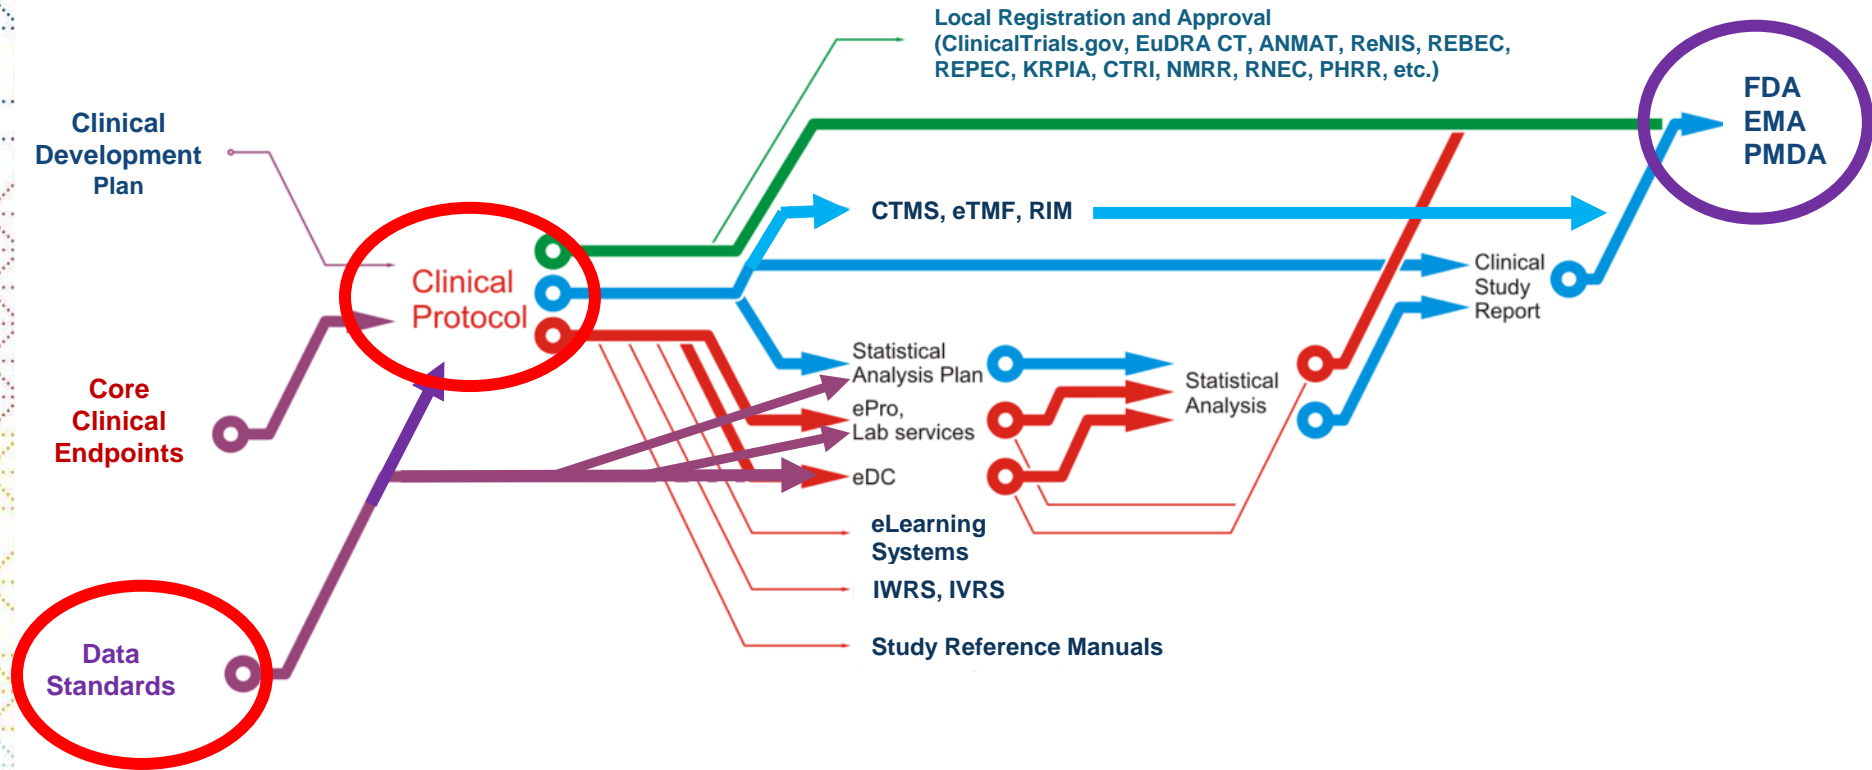 Local Registration and Approval
(ClinicalTrials.gov, EuDRA CT, ANMAT, ReNIS, REBEC,
REPEC, KRPIA, CTRI, NMRR, RNEC, PHRR, etc.)
FDA
EMA
PMDA
Clinical
Development
Plan
CTMS, eTMF, RIM
Clinical
Protocol
Clinical
Study
Report
Statistical
Analysis Plan
Statistical
Analysis
Core
Clinical
Endpoints
ePro,
Lab services
eDC
eLearning
Systems
IWRS, IVRS
Study Reference Manuals
Data
Standards